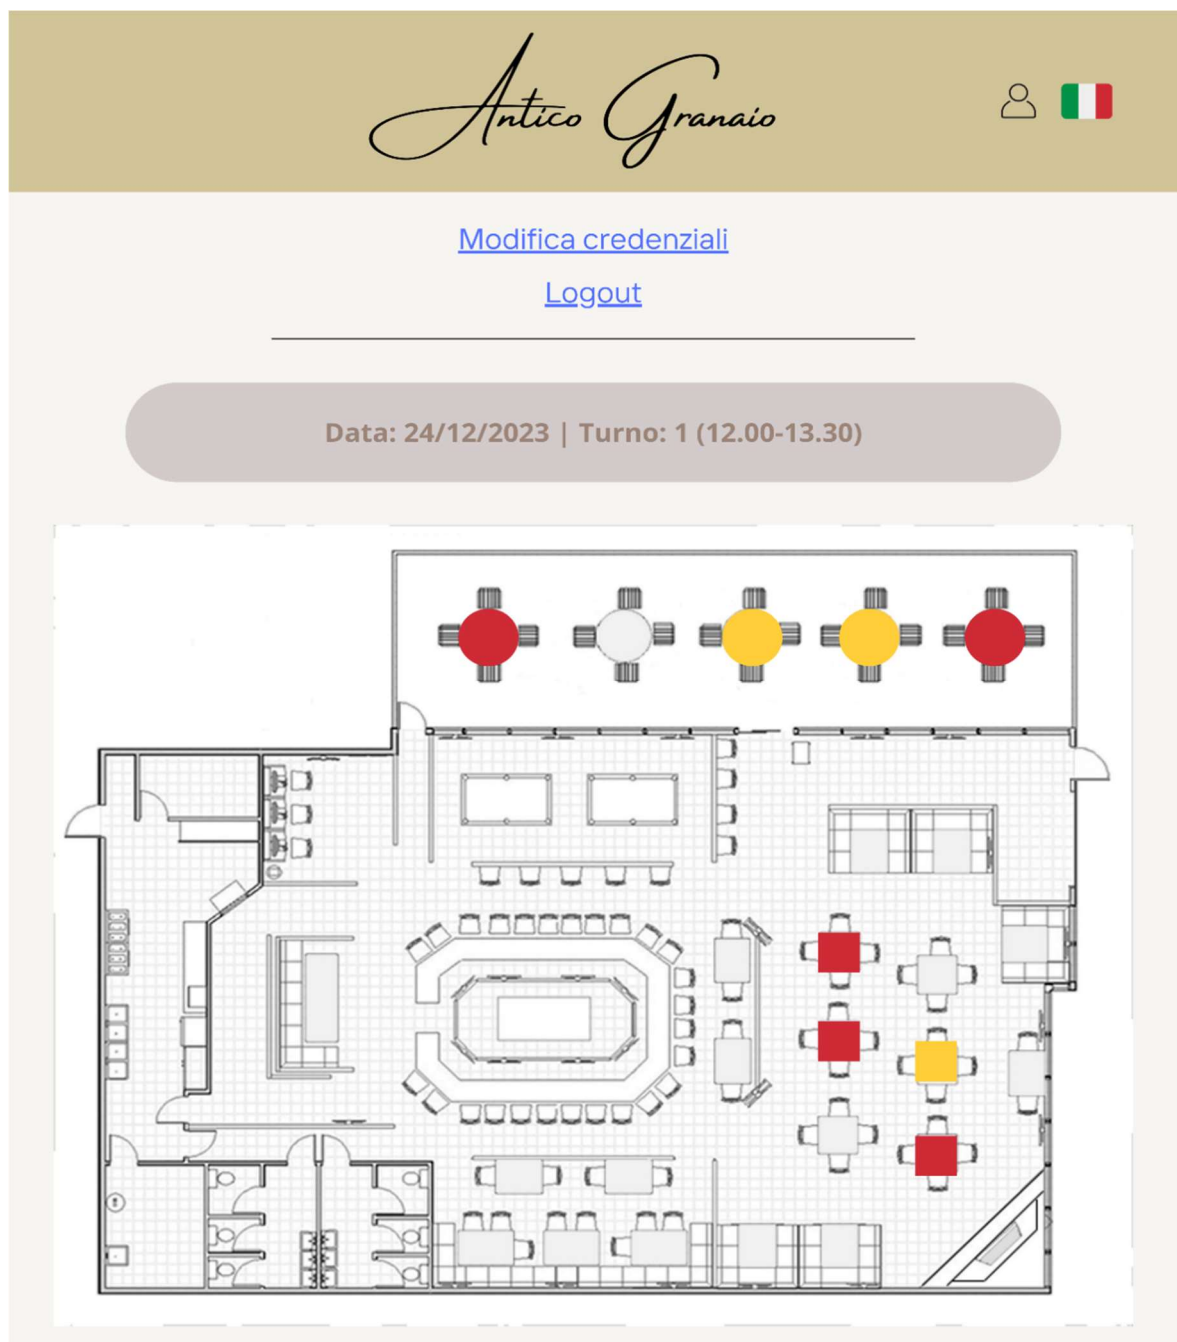 Antico Granaio
Modifica credenziali
Logout
Data: 24/12/2023 | Turno: 1 (12.00-13.30)